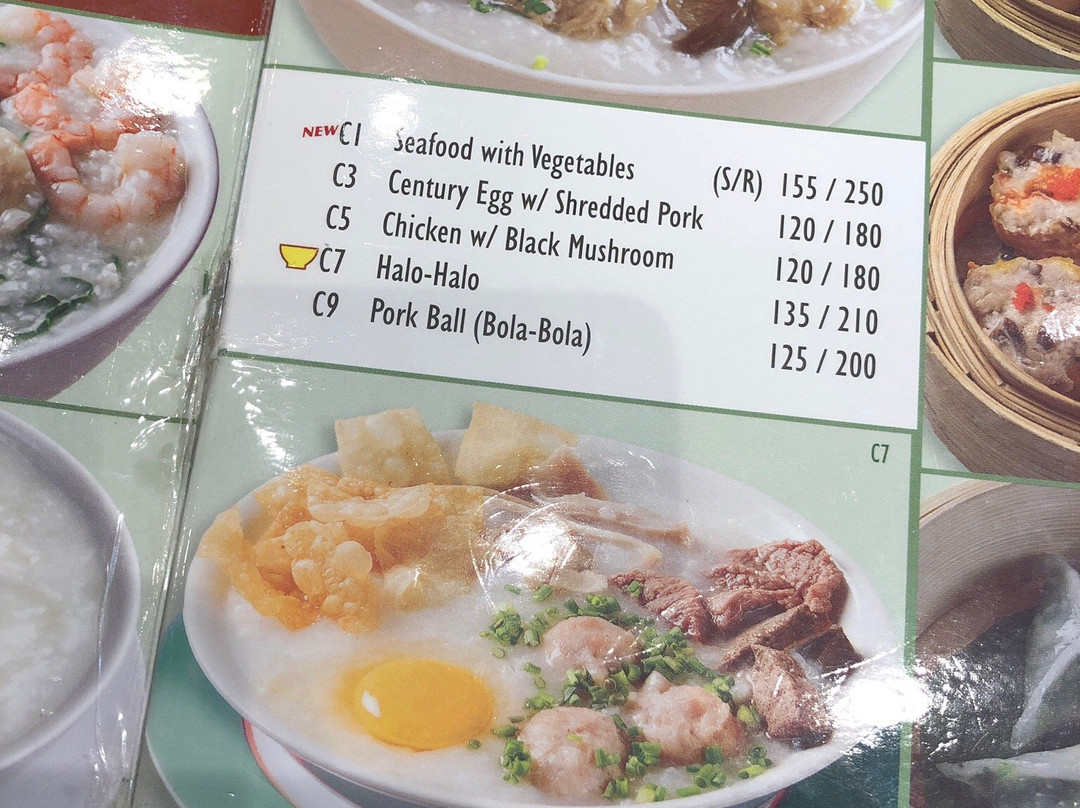 NEW C1 Seafood with Vegetables (S/R) 155 / 250
C3 Century Egg w/ Shredded Pork 120 / 180
C5 Chicken w/ Black Mushroom 120 / 180
C7 Halo-Halo 135 / 210
C9 Pork Ball (Bola-Bola) 125 / 200
C7